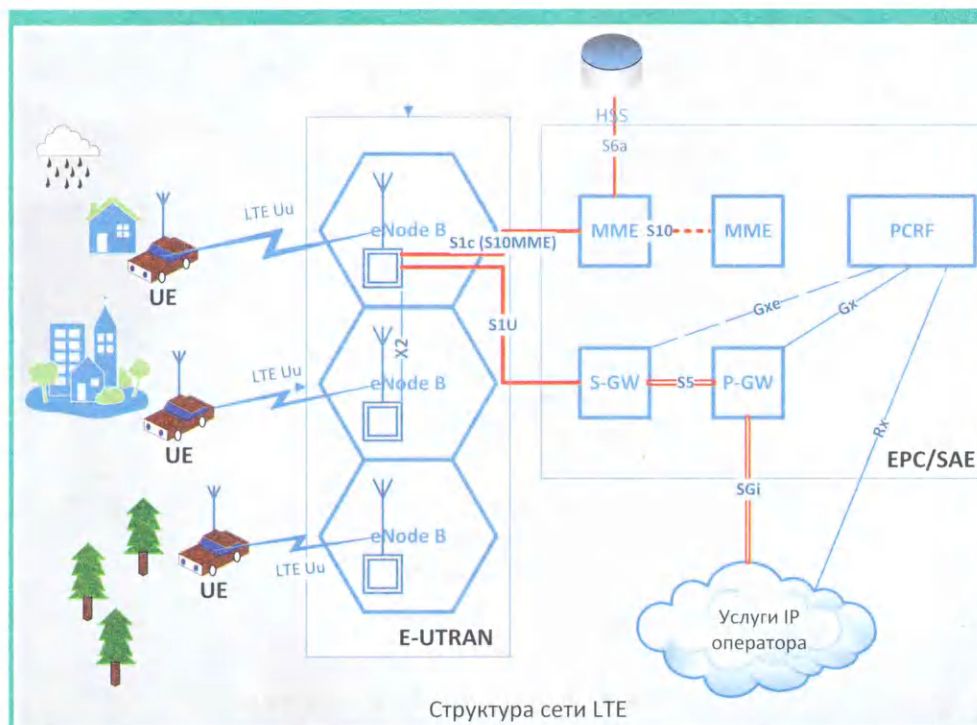 HSS
S6a
LTE Uu
eNode B
MME
S10
MME
PCRF
S1c (S10MME)
UE
S1U
Gxe
Gx
X2
LTE Uu
eNode B
S-GW
S5
P-GW
Rx
UE
EPC/SAE
SGi
eNode B
LTE Uu
UE
E-UTRAN
Услуги IP
оператора
Структура сети LTE